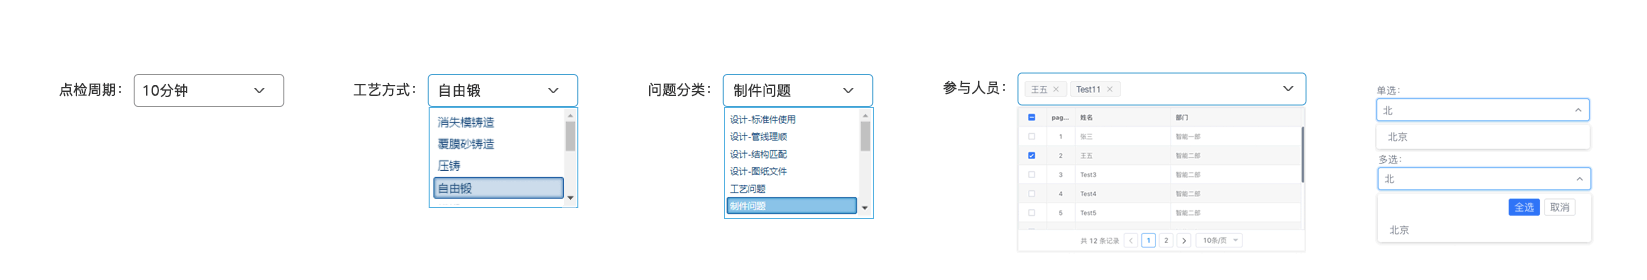 点检周期： 10分钟
工艺方式： 自由锻
消失模铸造
覆膜砂铸造
压铸
自由锻
问题分类： 制件问题
设计-标准件使用
设计-管线理顺
设计-结构匹配
设计-图纸文件
工艺问题
制件问题
参与人员： 王五 × Test11 ×
pag... 姓名 部门
1 张三 智能一部
2 王五 智能二部
3 Test3 智能二部
4 Test4 智能二部
5 Test5 智能二部
共 12 条记录 < 1 2 > 10条/页
单选：
北
北京
多选：
北
全选 取消
北京